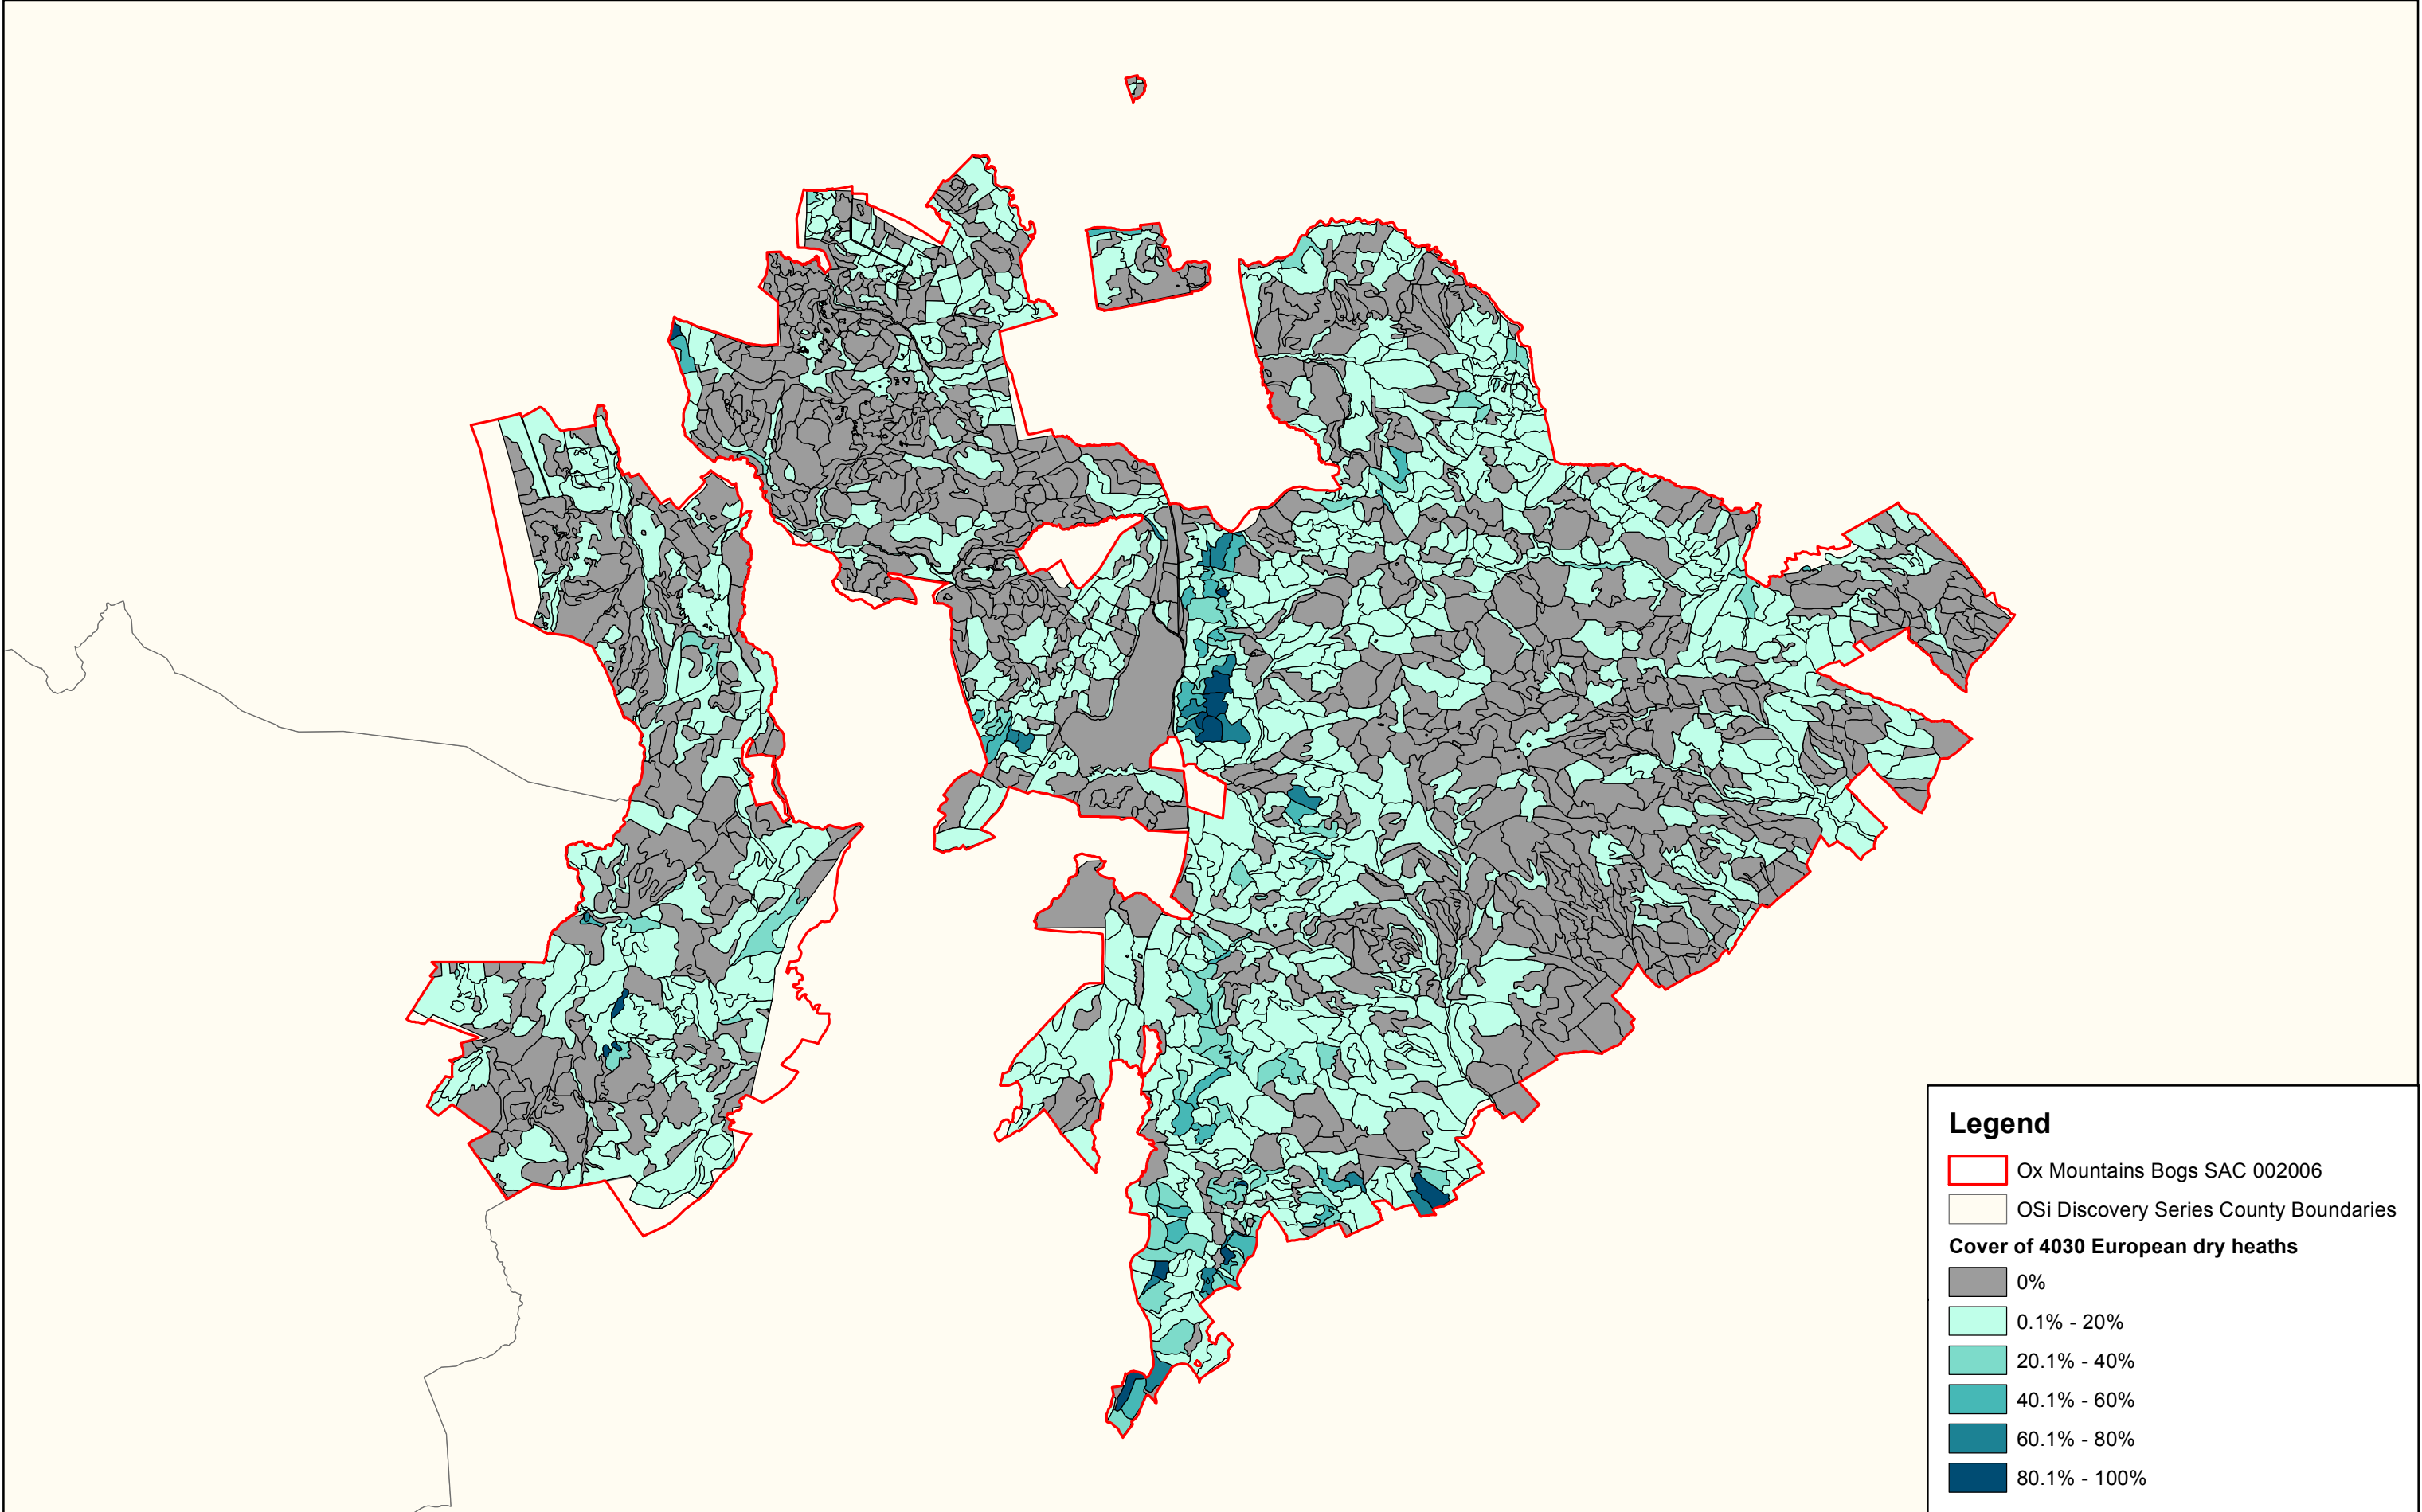 Legend
Ox Mountains Bogs SAC 002006
OSi Discovery Series County Boundaries
Cover of 4030 European dry heaths
0%
0.1% - 20%
20.1% - 40%
40.1% - 60%
60.1% - 80%
80.1% - 100%